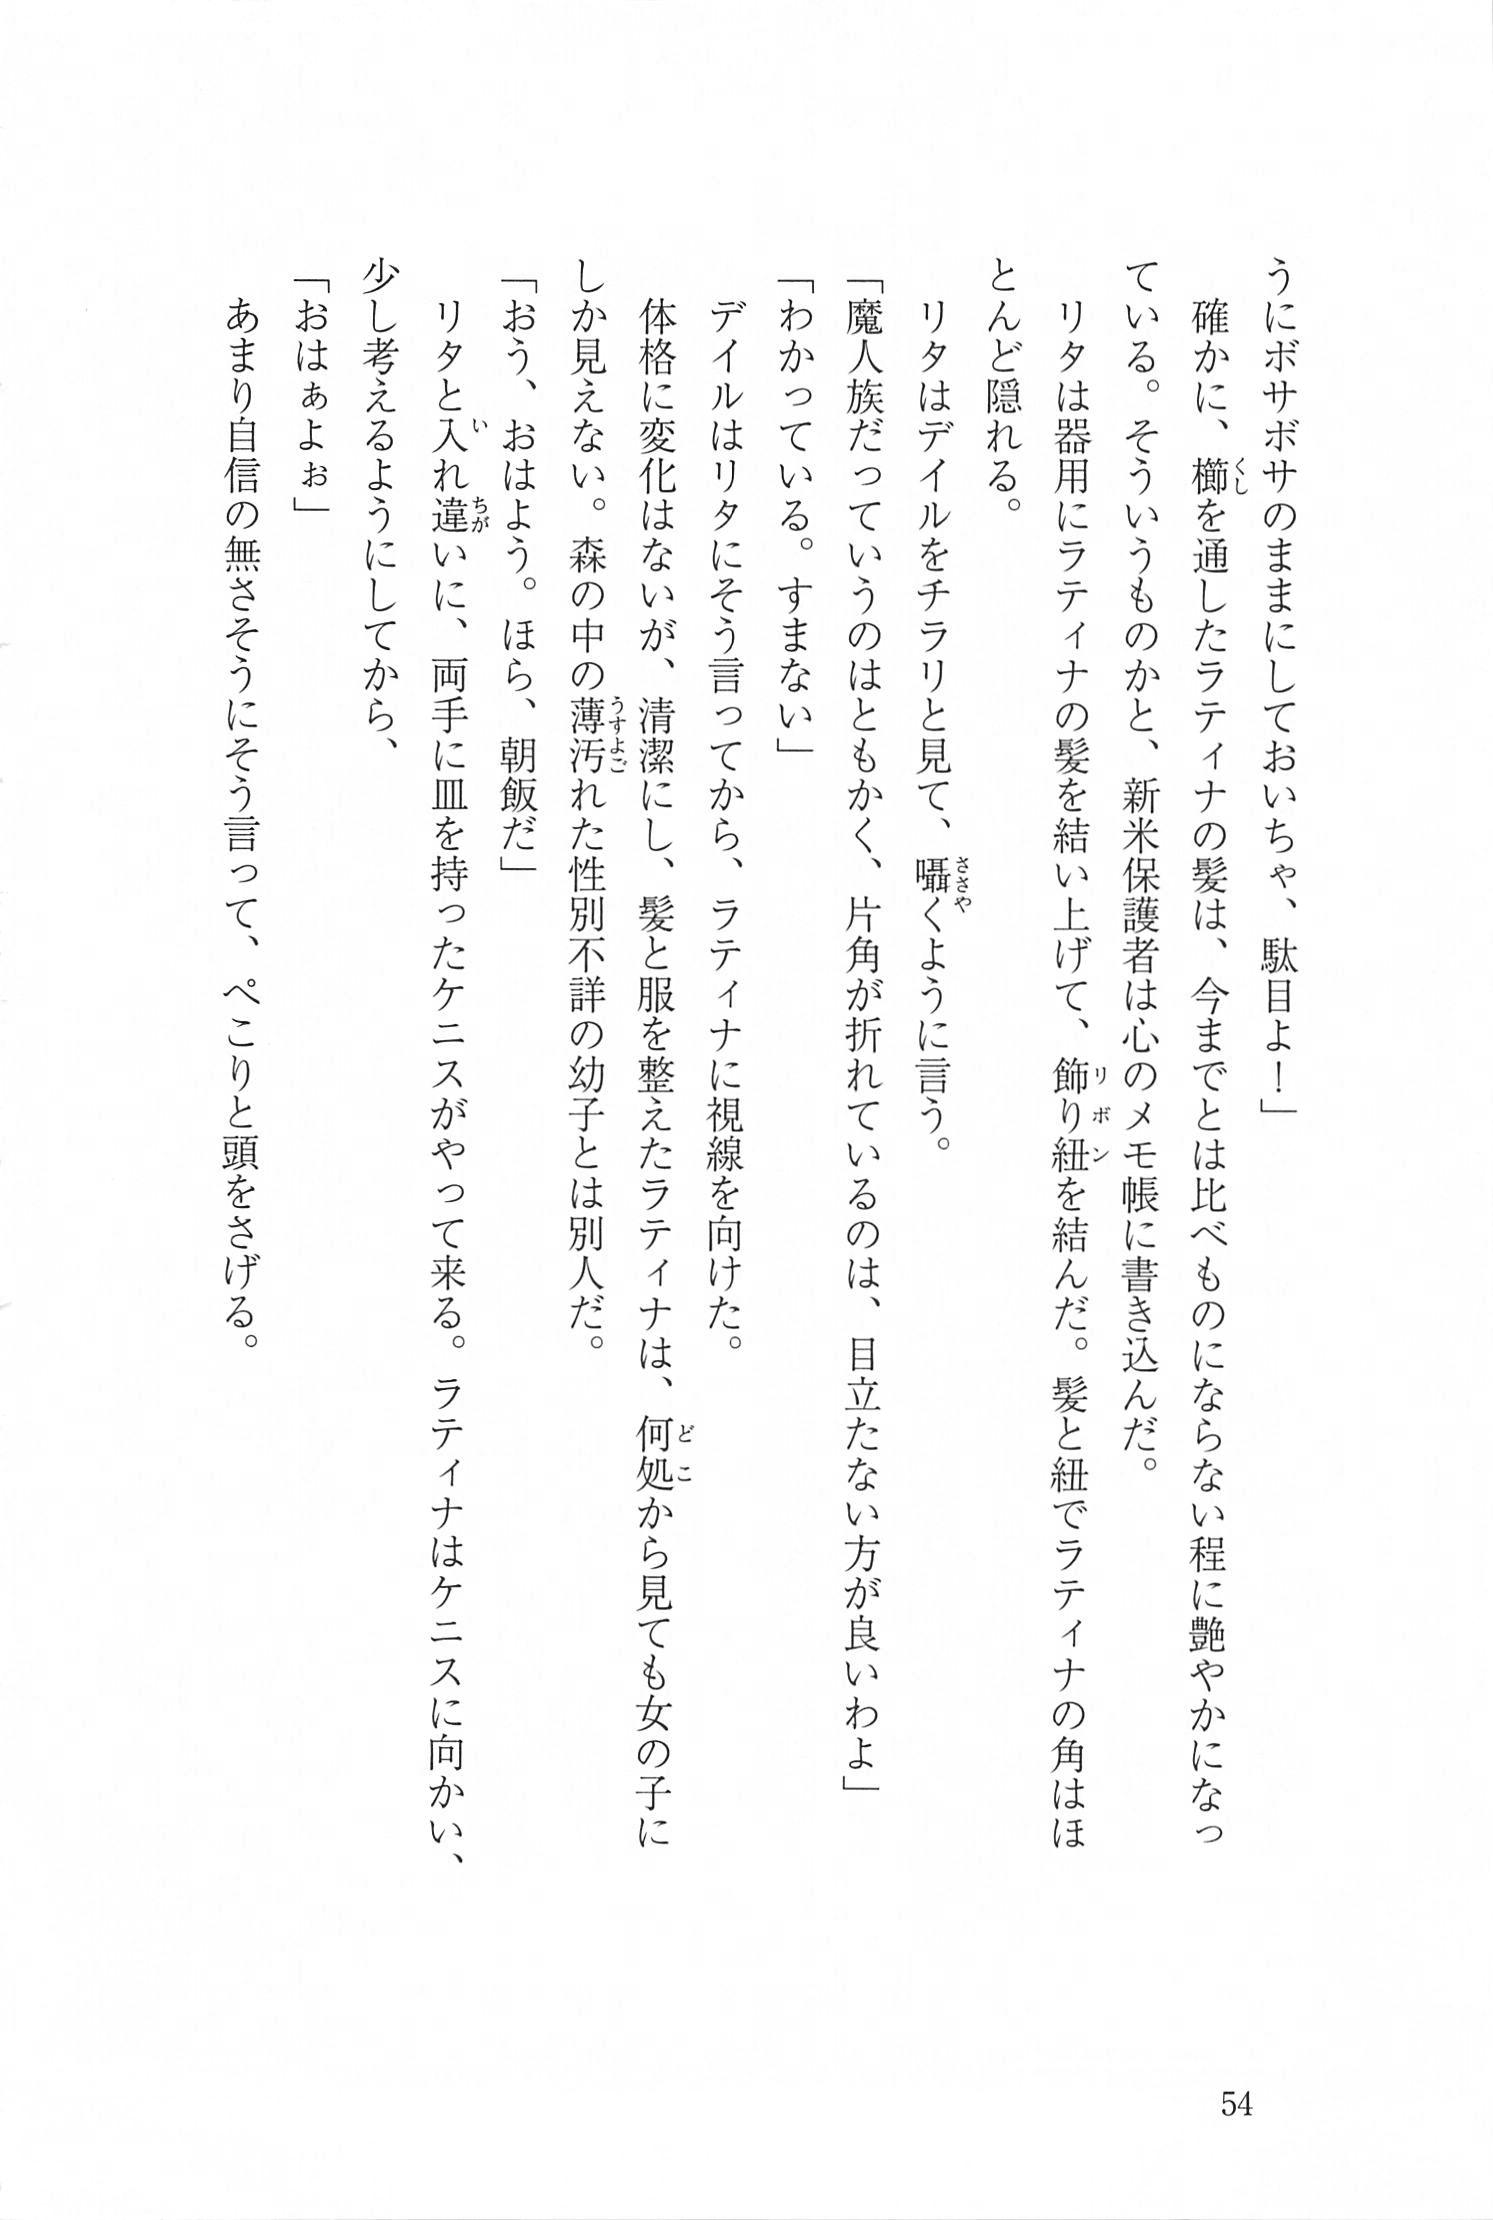 うにボサボサのままにしておいちゃ、駄目よ！」
　確かに、櫛を通したラティナの髪は、今までとは比べものにならない程に艶やかになっ
ている。そういうものかと、新米保護者は心のメモ帳に書き込んだ。
　リタは器用にラティナの髪を結い上げて、飾り紐を結んだ。髪と紐でラティナの角はほ
とんど隠れる。
　リタはデイルをチラリと見て、囁くように言う。
「魔人族だっていうのはともかく、片角が折れているのは、目立たない方が良いわよ」
「わかっている。すまない」
　デイルはリタにそう言ってから、ラティナに視線を向けた。
　体格に変化はないが、清潔にし、髪と服を整えたラティナは、何処から見ても女の子に
しか見えない。森の中の薄汚れた性別不詳の幼子とは別人だ。
「おう、おはよう。ほら、朝飯だ」
　リタと入れ違いに、両手に皿を持ったケニスがやって来る。ラティナはケニスに向かい、
少し考えるようにしてから、
「おはぁよぉ」
　あまり自信の無さそうにそう言って、ぺこりと頭をさげる。
54